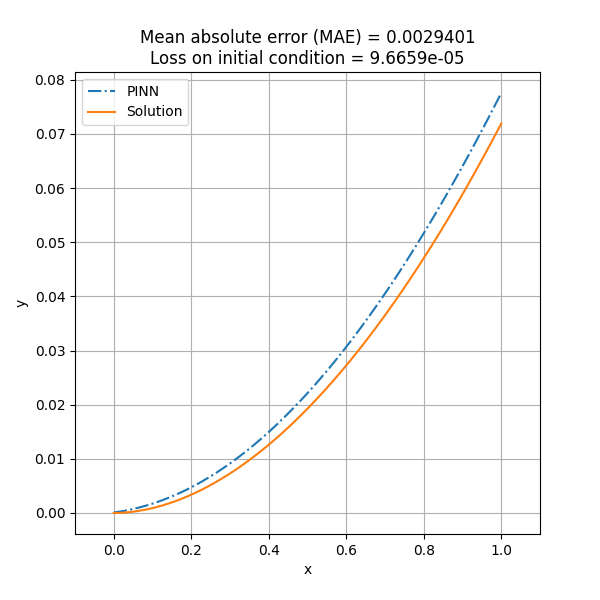 Mean absolute error (MAE) = 0.0029401
Loss on initial condition = 9.6659e-05
PINN
Solution
0.08
0.07
0.06
0.05
0.04
0.03
0.02
0.01
0.00
y
0.0 0.2 0.4 0.6 0.8 1.0
x